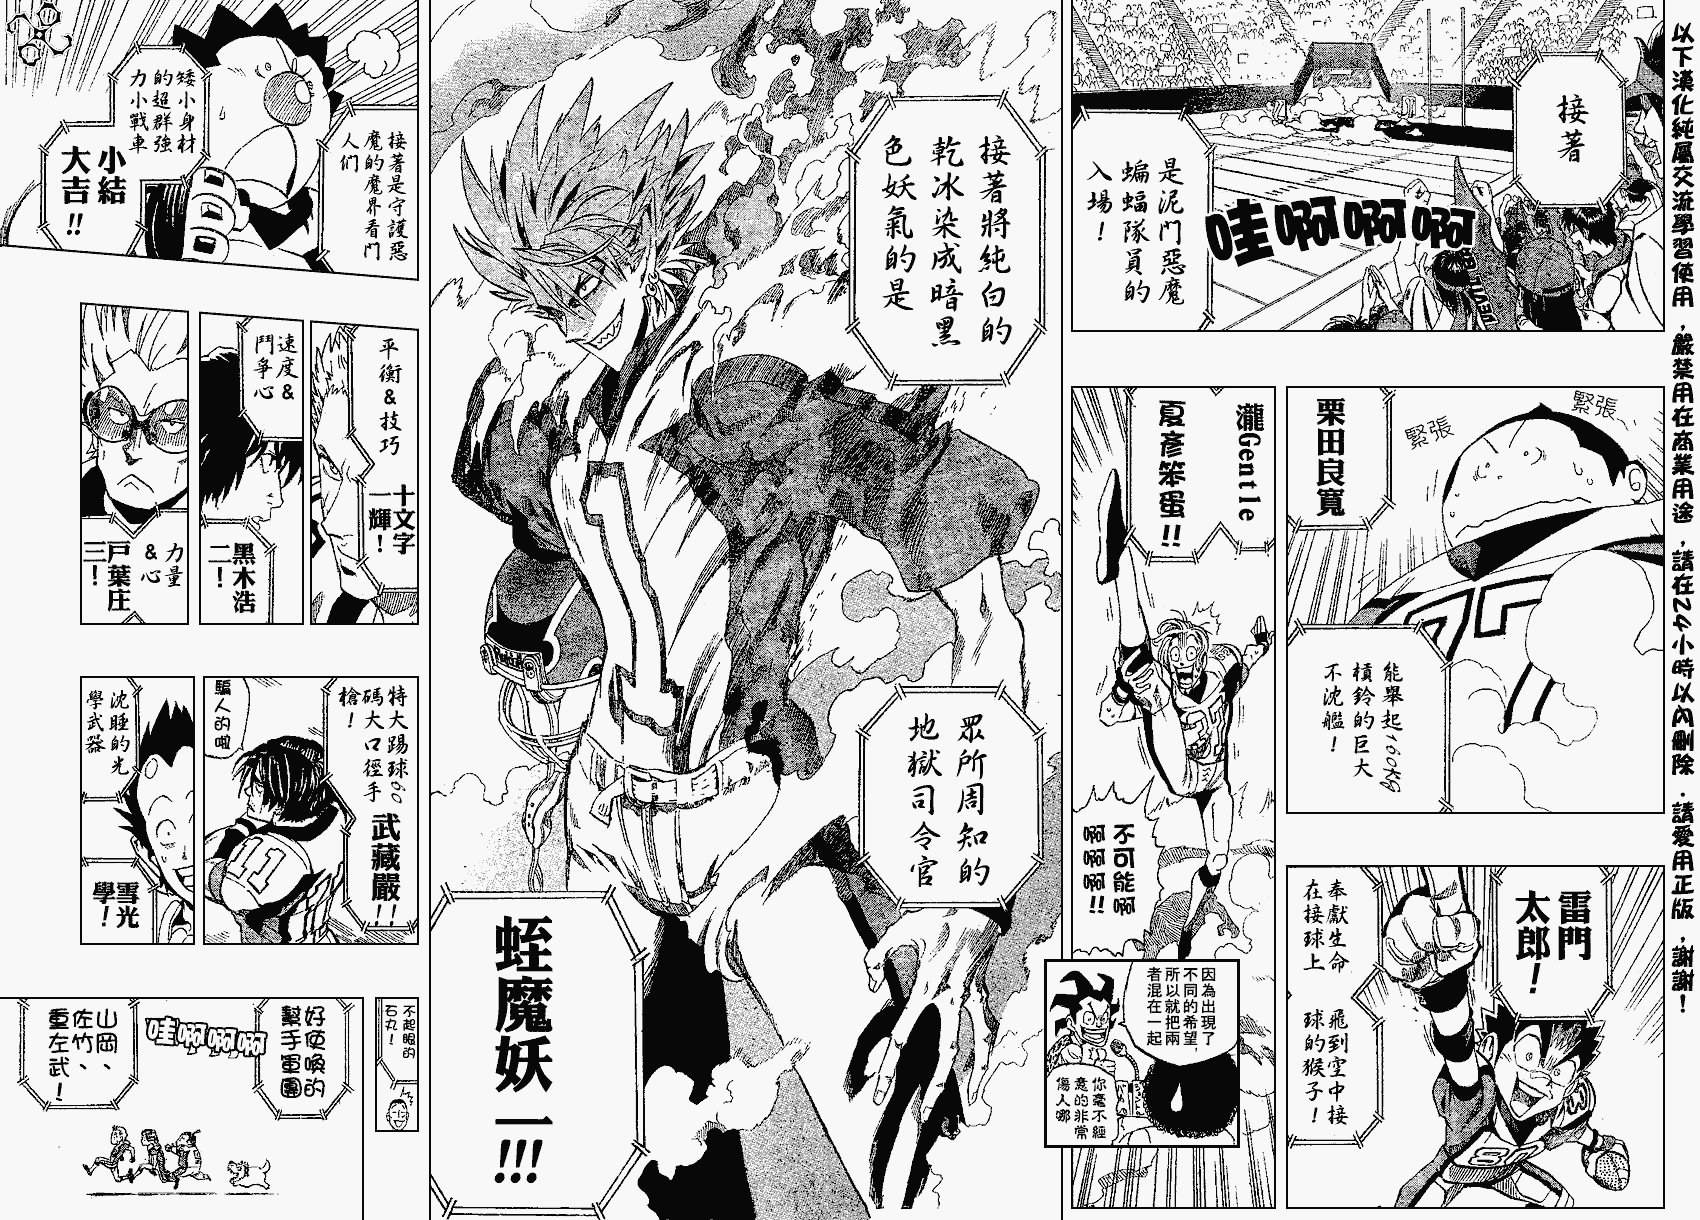 以下漢化純屬交流學習使用，嚴禁用在商業用途，請在24小時以內刪除．請愛用正版，謝謝！
接著
是泥門惡魔
蝙蝠隊員的
入場！
哇啊啊啊
DEVIL
緊張
緊張
栗田良寬
能舉起160Kg
槓鈴的巨大
不沈艦！
雷門
太郎！
奉獻生命
在接球上
飛到空中接
球的猴子！
瀧Gentle
夏彥笨蛋!!
不可能啊
啊啊啊!!
因為出現了
不同的希望，
所以就把兩
者混在一起
你毫不經
意的非常
傷人哪
接著將純白的
乾冰染成暗黑
色妖氣的是
眾所周知的
地獄司令官
蛭魔妖一!!!
接著是守護惡
魔的魔界看門
人们
矮小身材
的超群強
力小戰車
小結
大吉!!
平衡&技巧
十文字
一輝！
速度&
鬥爭心
黑木浩
二！
力量
&心
戸葉庄
三！
特大踢球60
碼大口徑手
槍！
武藏嚴!!
騙人的啦
11
沈睡的光
學武器
雪光
學！
不起眼的
石丸！
好使喚的
幫手軍團
哇啊啊啊
山岡、
佐竹、
重左武！